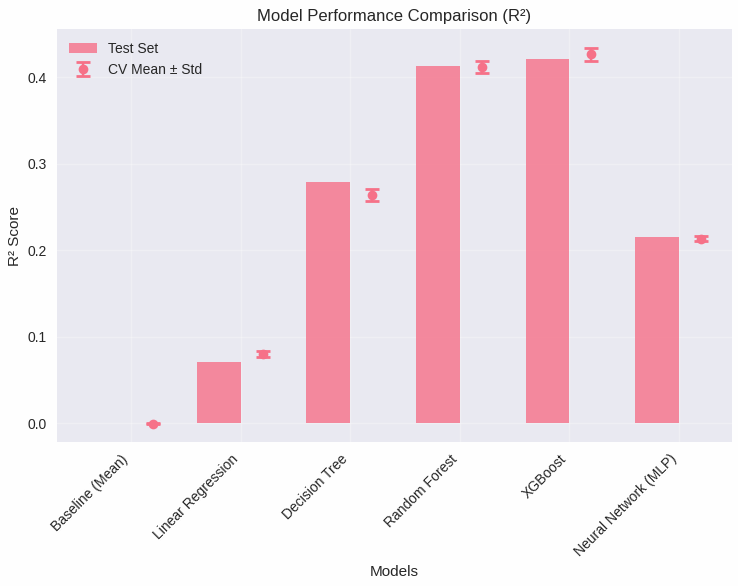 Model Performance Comparison (R²)
Test Set
CV Mean ± Std
R² Score
0.4
0.3
0.2
0.1
0.0
Baseline (Mean)
Linear Regression
Decision Tree
Random Forest
XGBoost
Neural Network (MLP)
Models